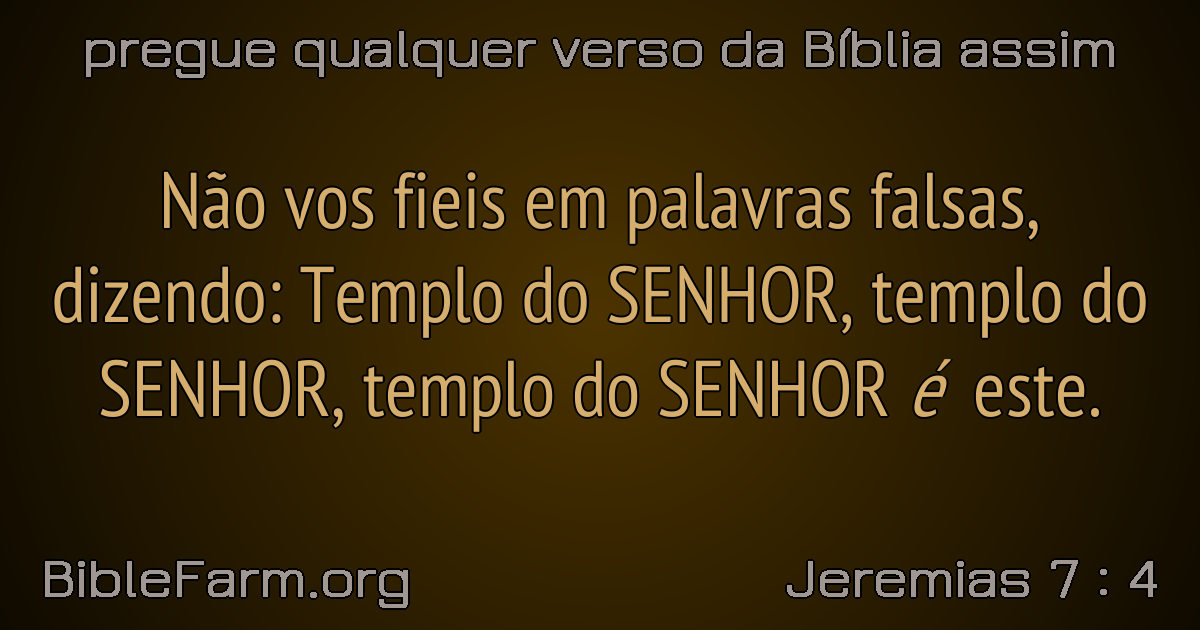 pregue qualquer verso da Bíblia assim
Não vos fieis em palavras falsas,
dizendo: Templo do SENHOR, templo do
SENHOR, templo do SENHOR é este.
BibleFarm.org
Jeremias 7 : 4